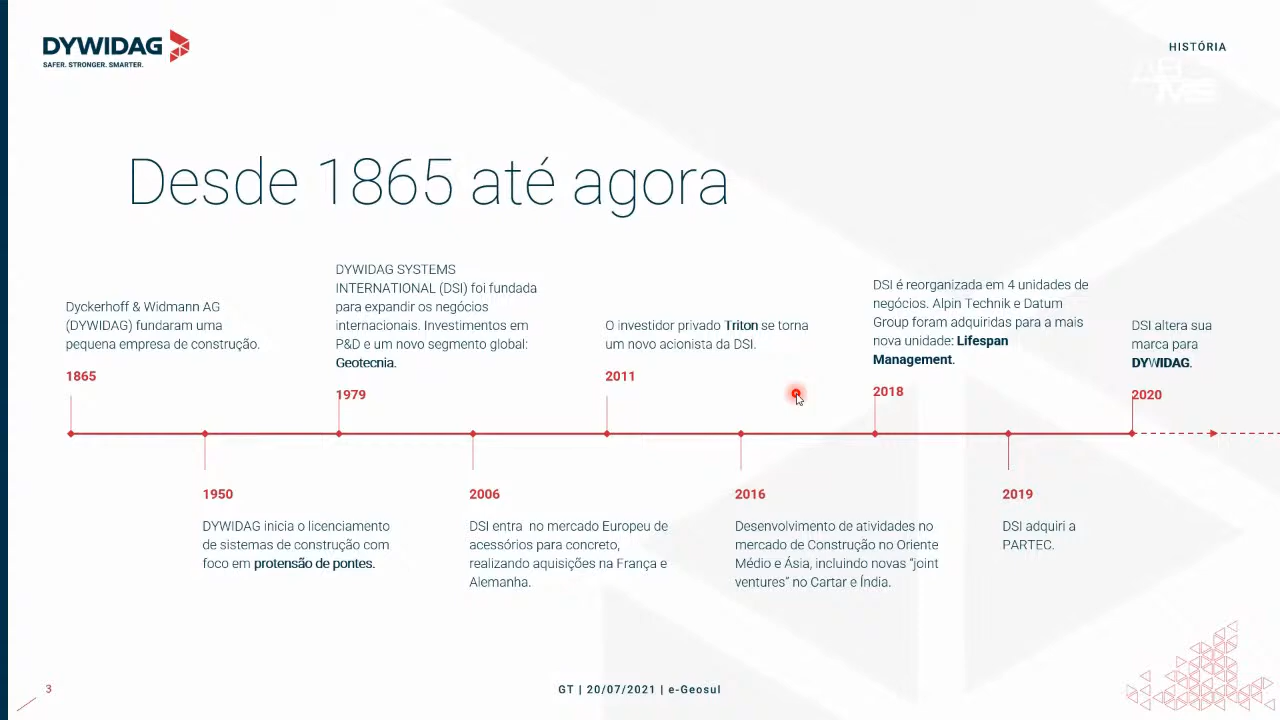 DYWIDAG
SAFER. STRONGER. SMARTER.
HISTÓRIA
Desde 1865 até agora
Dyckerhoff & Widmann AG
(DYWIDAG) fundaram uma
pequena empresa de construção.
1865
DYWIDAG SYSTEMS
INTERNATIONAL (DSI) foi fundada
para expandir os negócios
internacionais. Investimentos em
P&D e um novo segmento global:
Geotecnia.
1979
O investidor privado Triton se torna
um novo acionista da DSI.
2011
DSI é reorganizada em 4 unidades de
negócios. Alpin Technik e Datum
Group foram adquiridas para a mais
nova unidade: Lifespan
Management.
2018
DSI altera sua
marca para
DYWIDAG.
2020
1950
DYWIDAG inicia o licenciamento
de sistemas de construção com
foco em protensão de pontes.
2006
DSI entra no mercado Europeu de
acessórios para concreto,
realizando aquisições na França e
Alemanha.
2016
Desenvolvimento de atividades no
mercado de Construção no Oriente
Médio e Ásia, incluindo novas "joint
ventures" no Cartar e Índia.
2019
DSI adquiri a
PARTEC.
3
GT | 20/07/2021 | e-Geosul